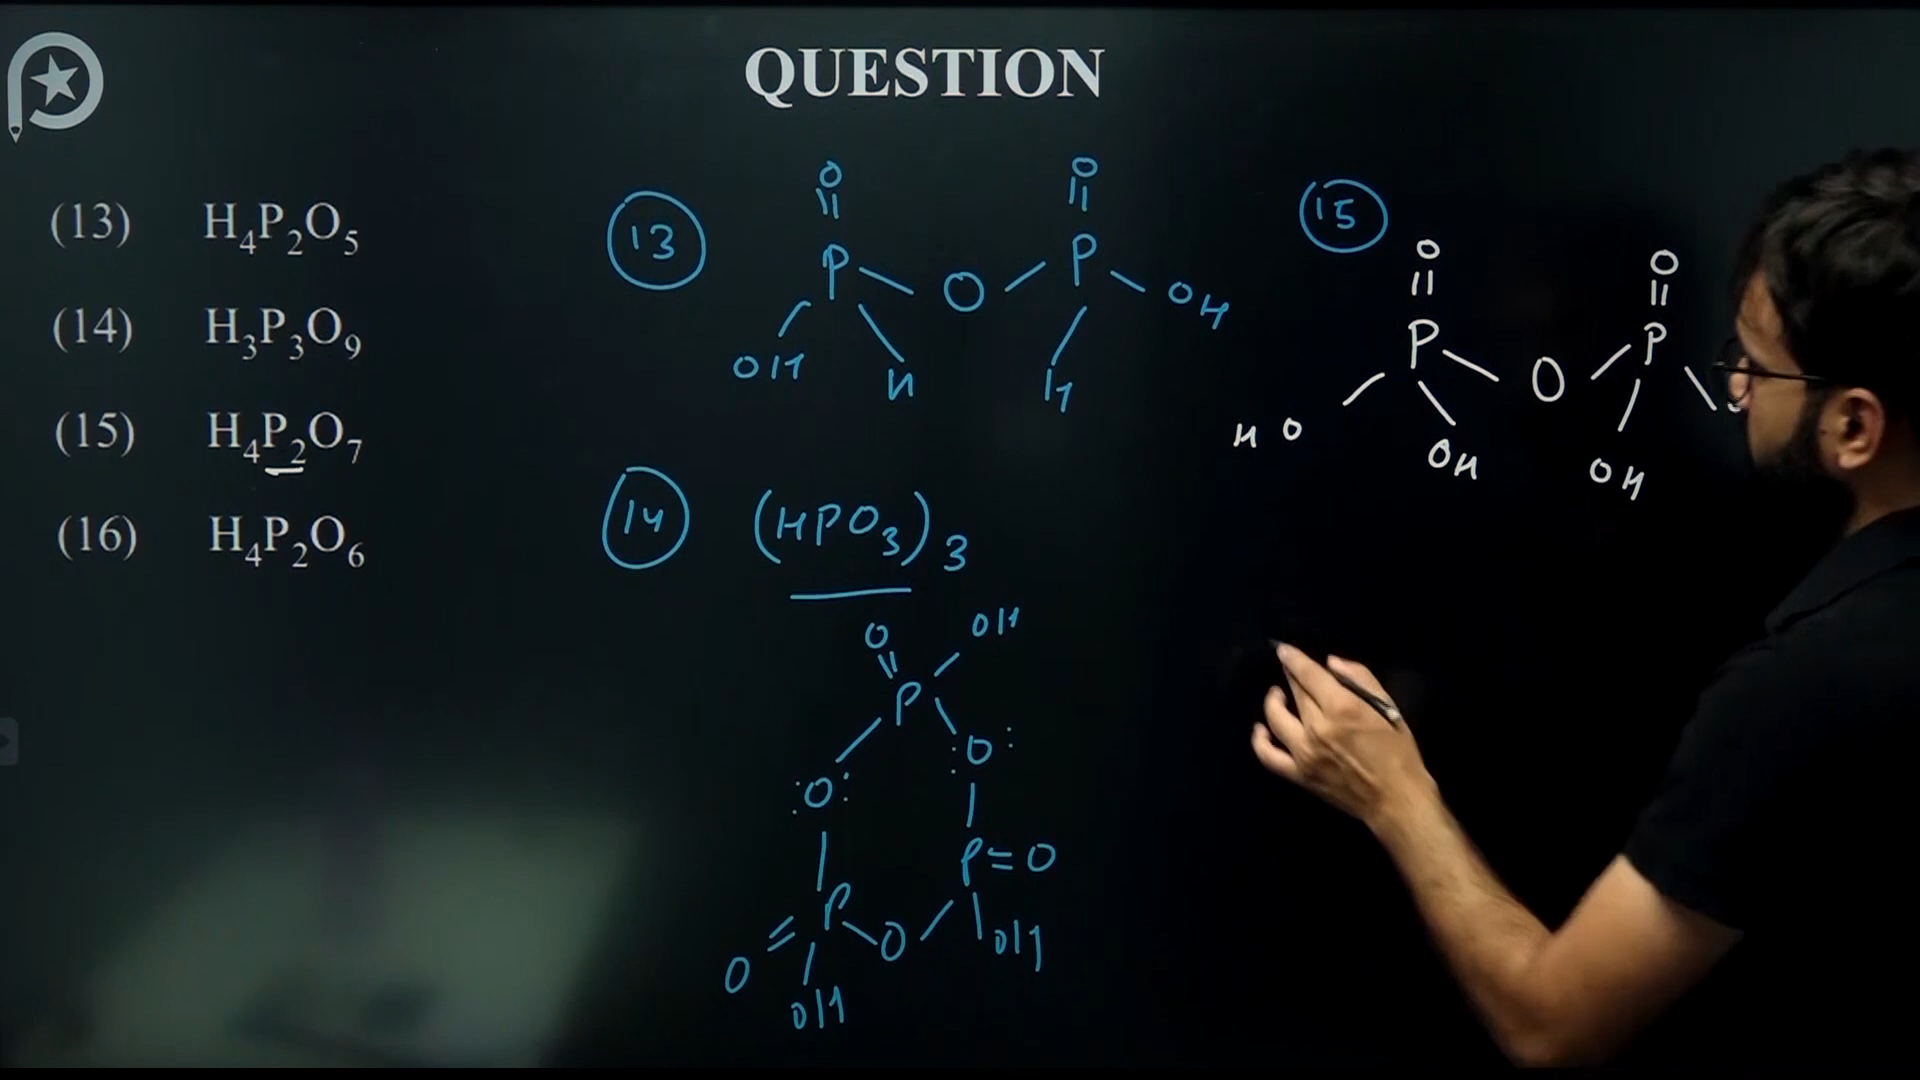 QUESTION
(13) H₄P₂O₅
(14) H₃P₃O₉
(15) H₄P₂O₇
(16) H₄P₂O₆
13
O O
||  ||
P — O — P — OH
OH H H
14 (HPO₃)₃
O OH
P
:O: :O:
P=O
O=P O
OH
OH
15
O O
||  ||
P — O — P
HO OH OH